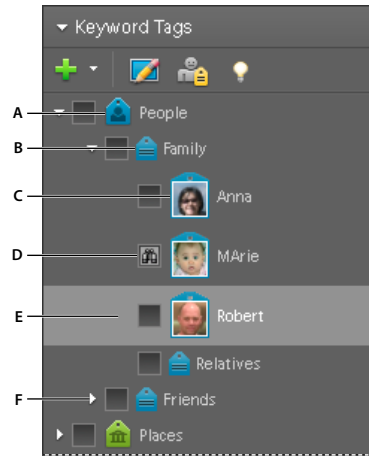 Keyword Tags
A People
B Family
C Anna
D MArie
E Robert
Relatives
F Friends
Places